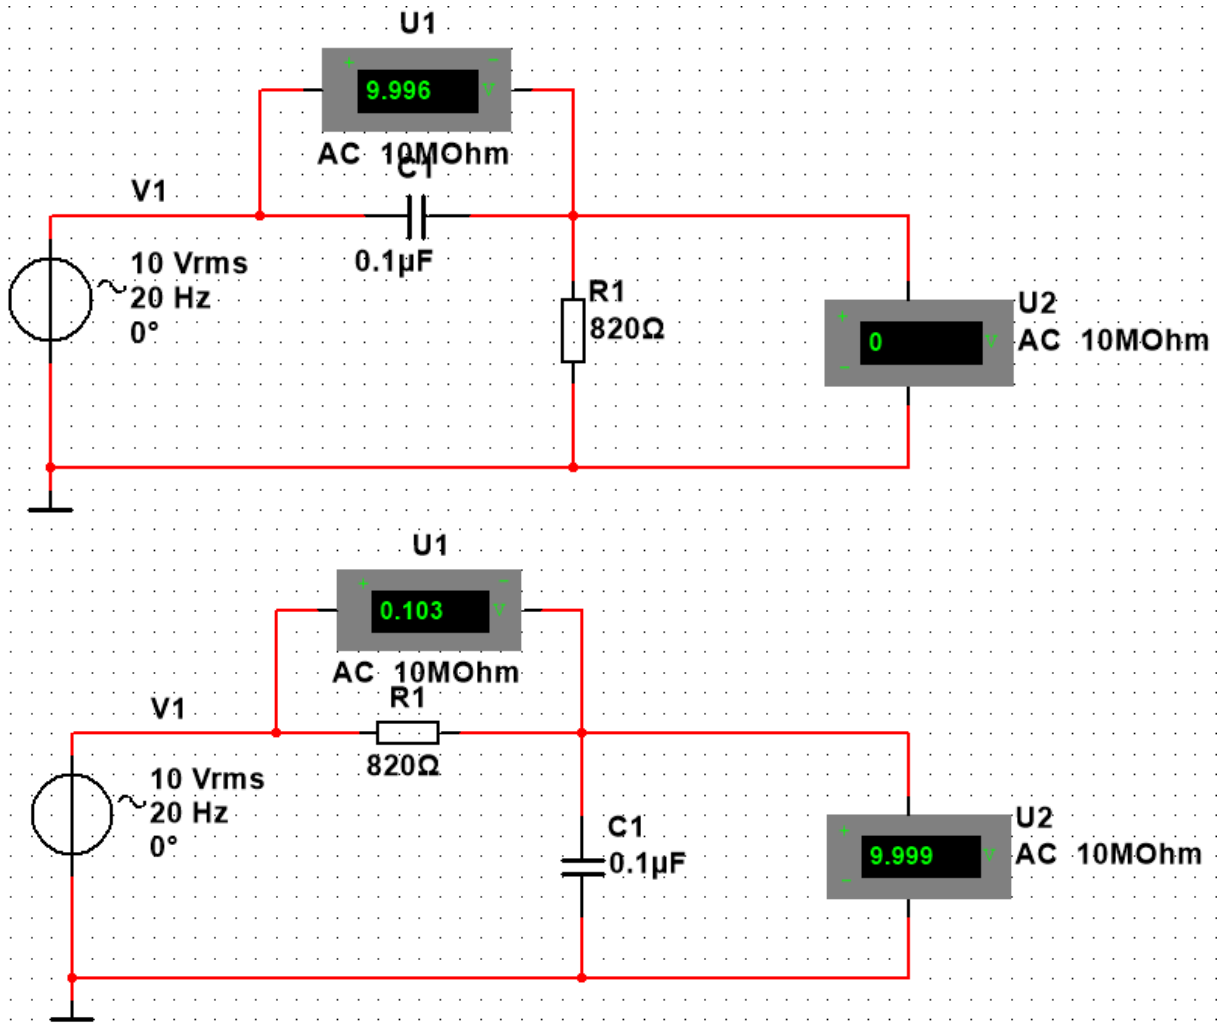 U1
+ −
9.996 V
AC 10MOhm
C1
V1
0.1µF
10 Vrms
20 Hz
0°
R1
820Ω
U2
+
0 V
−
AC 10MOhm
U1
+ −
0.103 V
AC 10MOhm
R1
V1
820Ω
10 Vrms
20 Hz
0°
C1
0.1µF
U2
+
9.999 V
−
AC 10MOhm